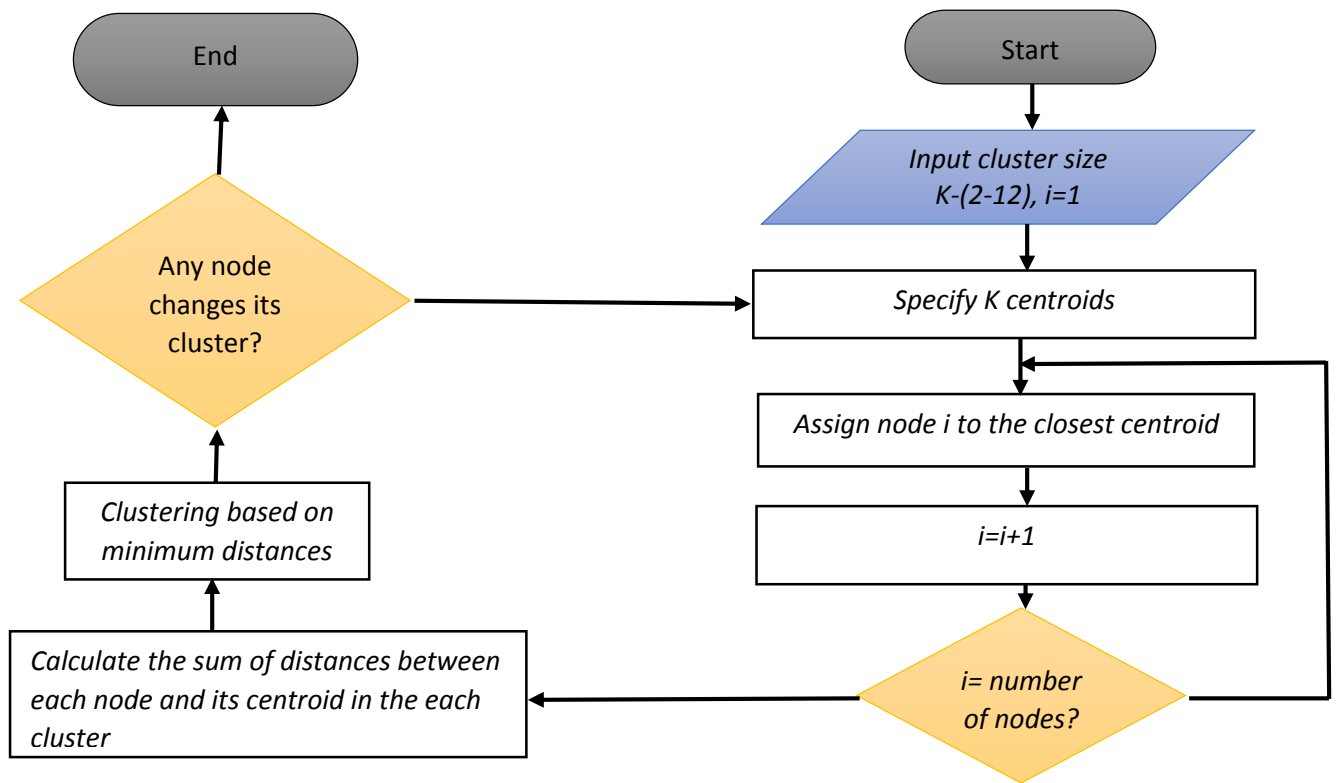 Start
Input cluster size
K-(2-12), i=1
Specify K centroids
Assign node i to the closest centroid
i=i+1
i= number
of nodes?
Calculate the sum of distances between
each node and its centroid in the each
cluster
Clustering based on
minimum distances
Any node
changes its
cluster?
End